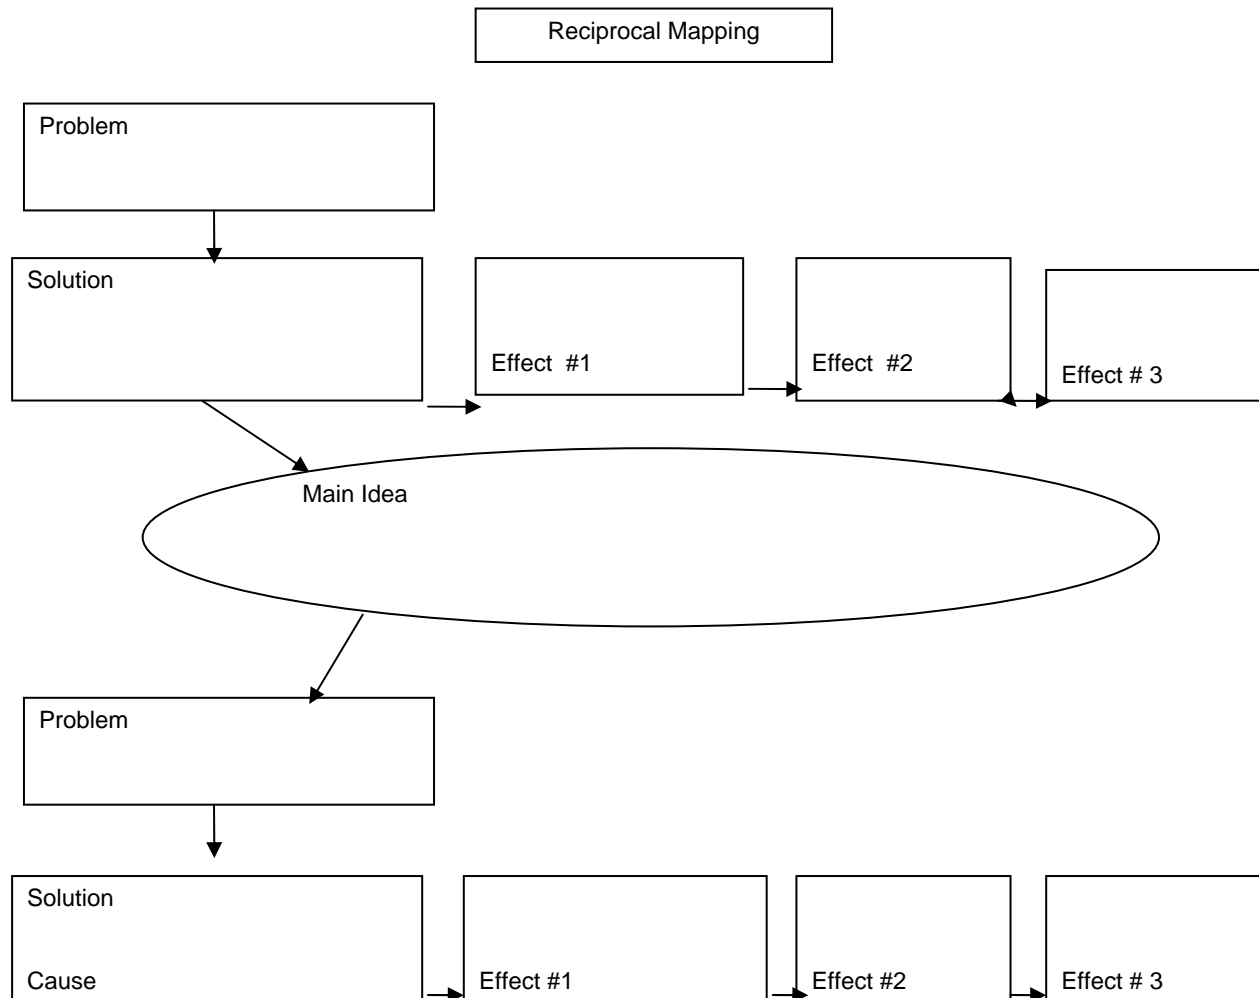 Reciprocal Mapping
Problem
Solution
Effect  #1
Effect  #2
Effect # 3
Main Idea
Problem
Solution
Cause
Effect #1
Effect #2
Effect # 3